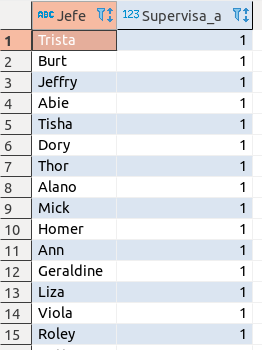 ABC Jefe 123 Supervisa_a
1 Trista 1
2 Burt 1
3 Jeffry 1
4 Abie 1
5 Tisha 1
6 Dory 1
7 Thor 1
8 Alano 1
9 Mick 1
10 Homer 1
11 Ann 1
12 Geraldine 1
13 Liza 1
14 Viola 1
15 Roley 1